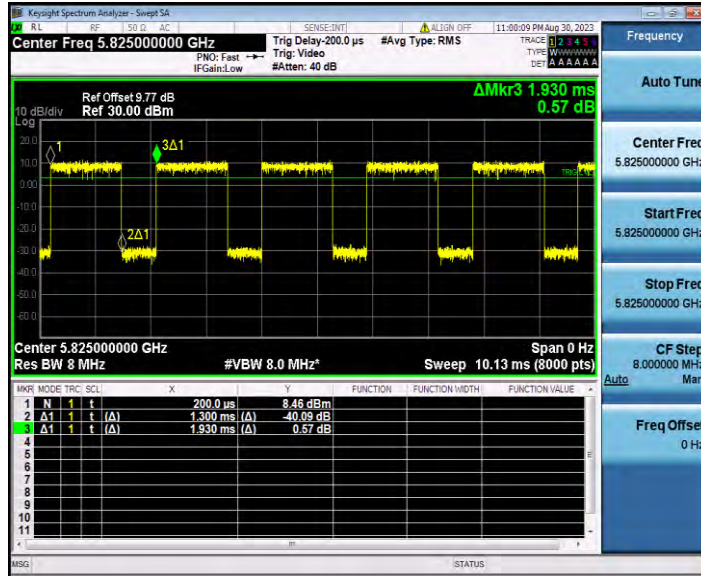 Keysight Spectrum Analyzer - Swept SA
RL RF 50 Ω AC SENSE:INT ALIGN OFF 11:00:09 PM Aug 30, 2023
Center Freq 5.825000000 GHz
PNO: Fast
IFGain:Low
Trig Delay-200.0 µs
Trig: Video
#Atten: 40 dB
#Avg Type: RMS
TRACE 1 2 3 4 5 6
TYPE W
DET A A A A A A
ΔMkr3 1.930 ms
0.57 dB
Ref Offset 9.77 dB
10 dB/div Ref 30.00 dBm
Log
20.0
10.0
0.00
-10.0
-20.0
-30.0
-40.0
-50.0
-60.0
1
3Δ1
2Δ1
Center 5.825000000 GHz Span 0 Hz
Res BW 8 MHz #VBW 8.0 MHz* Sweep 10.13 ms (8000 pts)
MKR MODE TRC SCL X Y FUNCTION FUNCTION WIDTH FUNCTION VALUE
1 N 1 t 200.0 µs 8.46 dBm
2 Δ1 1 t (Δ) 1.300 ms (Δ) -40.09 dB
3 Δ1 1 t (Δ) 1.930 ms (Δ) 0.57 dB
4
5
6
7
8
9
10
11
MSG STATUS
Frequency
Auto Tune
Center Freq
5.825000000 GHz
Start Freq
5.825000000 GHz
Stop Freq
5.825000000 GHz
CF Step
8.000000 MHz
Auto Man
Freq Offset
0 Hz